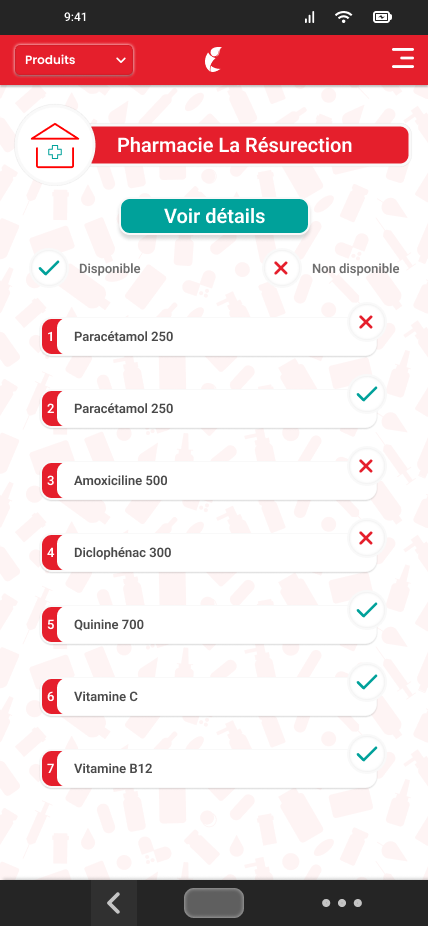 9:41
Produits
Pharmacie La Résurection
Voir détails
Disponible
Non disponible
1 Paracétamol 250
2 Paracétamol 250
3 Amoxiciline 500
4 Diclophénac 300
5 Quinine 700
6 Vitamine C
7 Vitamine B12